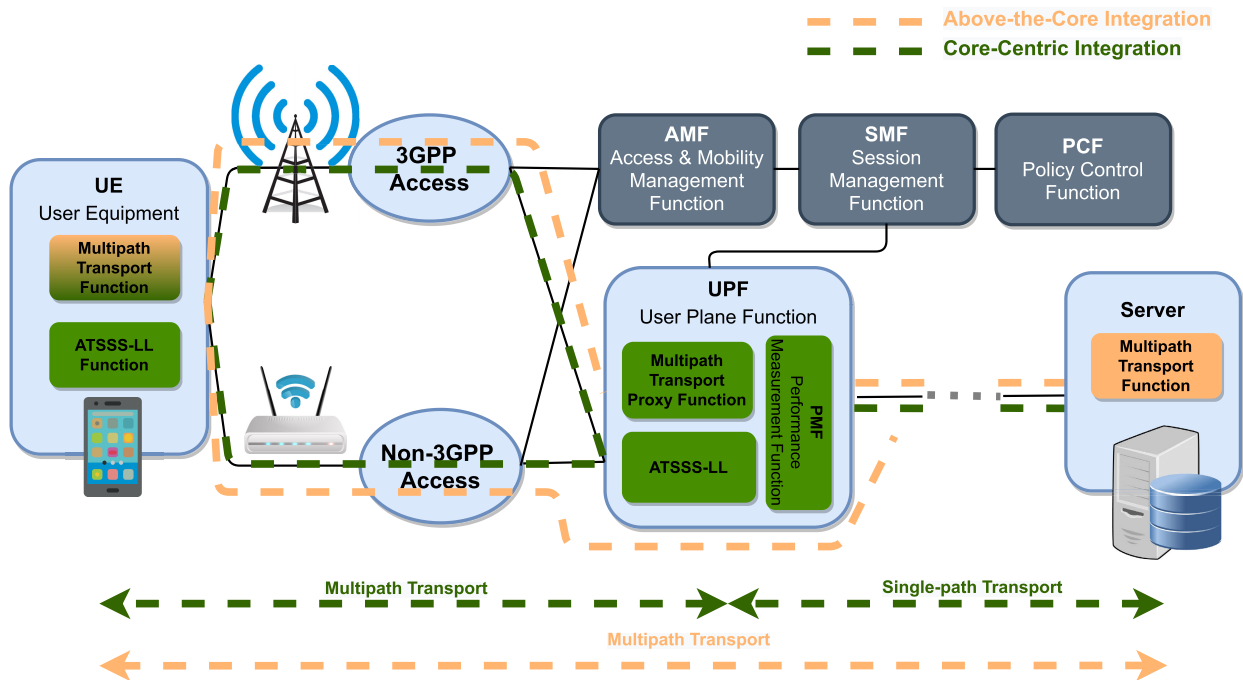 Above-the-Core Integration
Core-Centric Integration
UE
User Equipment
Multipath
Transport
Function
ATSSS-LL
Function
3GPP
Access
Non-3GPP
Access
AMF
Access & Mobility
Management
Function
SMF
Session
Management
Function
PCF
Policy Control
Function
UPF
User Plane Function
Multipath
Transport
Proxy Function
ATSSS-LL
PMF
Performance
Measurement Function
Server
Multipath
Transport
Function
Multipath Transport
Single-path Transport
Multipath Transport